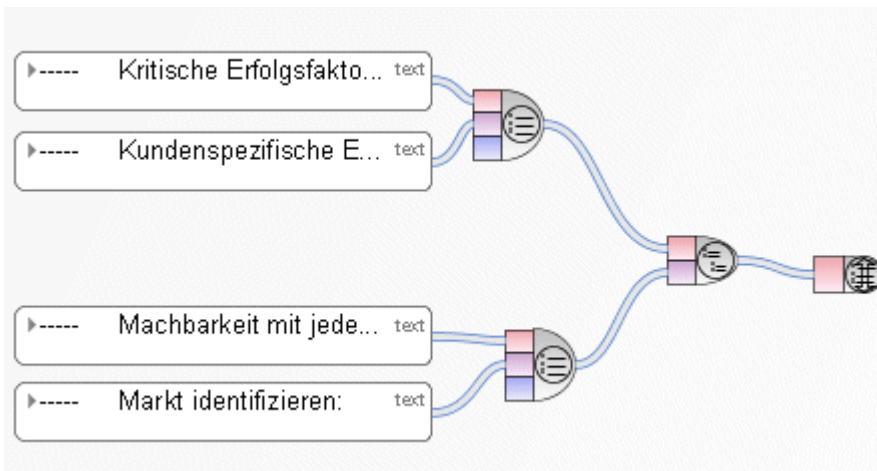 ----- Kritische Erfolgsfakto... text
----- Kundenspezifische E... text
----- Machbarkeit mit jede... text
----- Markt identifizieren: text